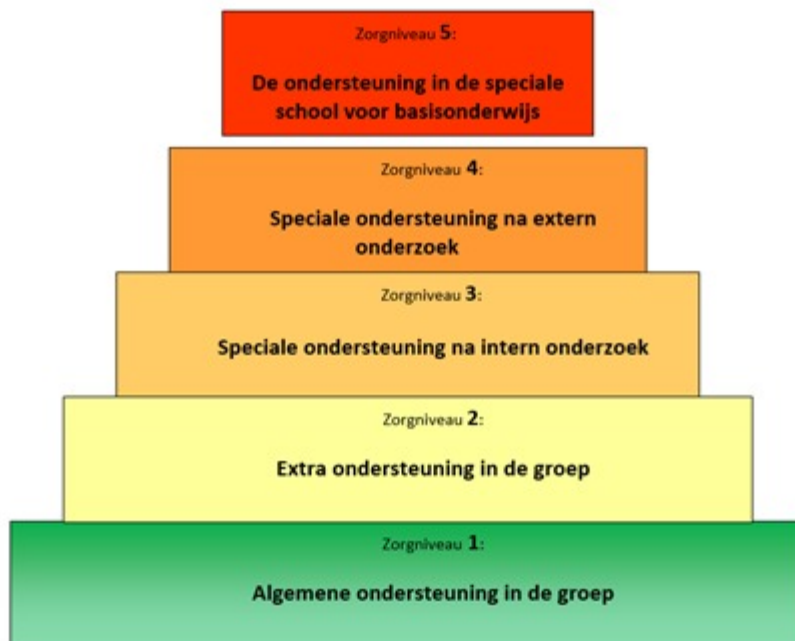 Zorgniveau 5:
De ondersteuning in de speciale
school voor basisonderwijs
Zorgniveau 4:
Speciale ondersteuning na extern
onderzoek
Zorgniveau 3:
Speciale ondersteuning na intern onderzoek
Zorgniveau 2:
Extra ondersteuning in de groep
Zorgniveau 1:
Algemene ondersteuning in de groep